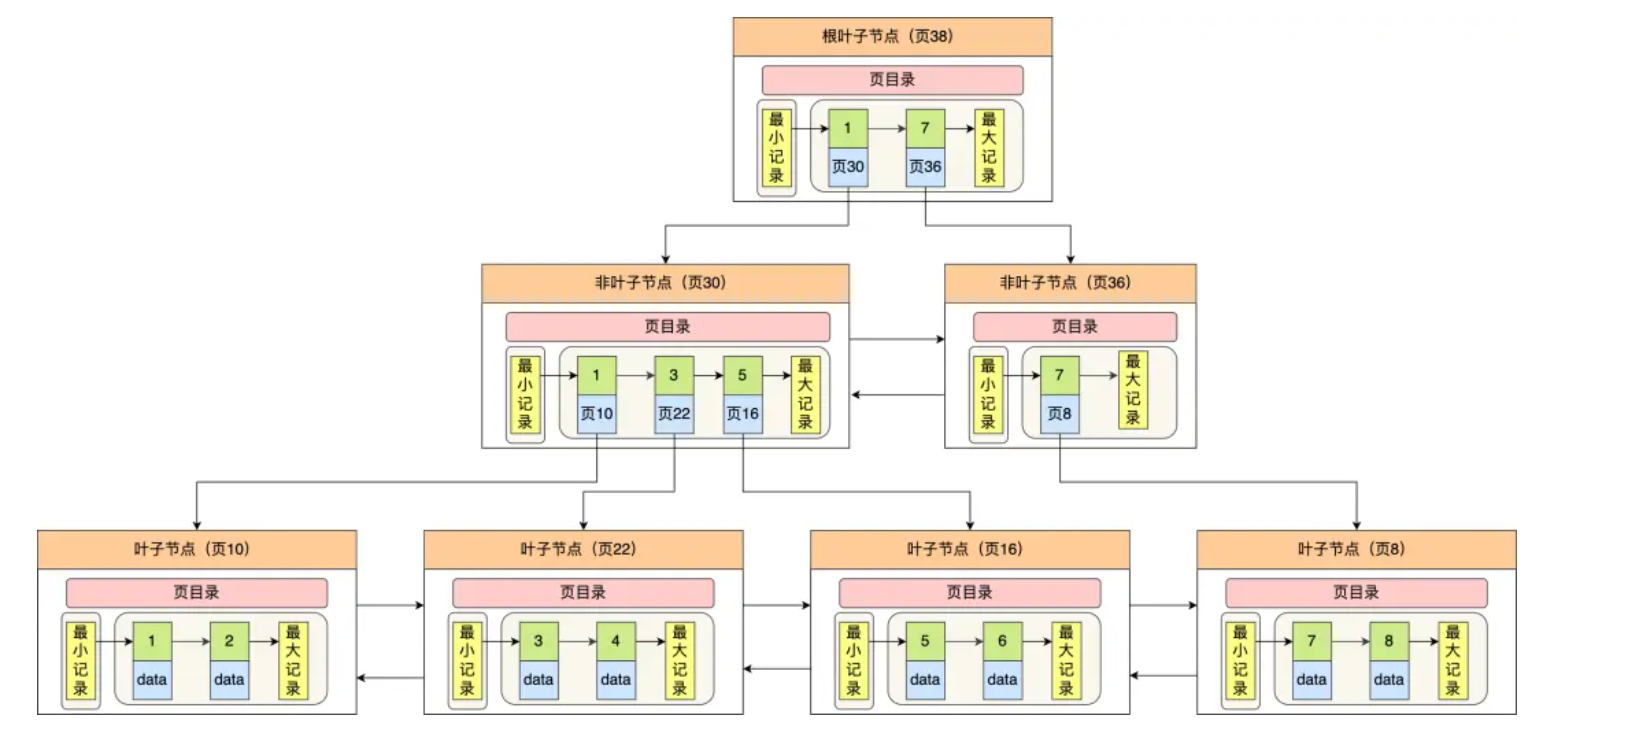 根叶子节点（页38）
页目录
最小记录
1
7
最大记录
页30
页36
非叶子节点（页30）
页目录
最小记录
1
3
5
最大记录
页10
页22
页16
非叶子节点（页36）
页目录
最小记录
7
最大记录
页8
叶子节点（页10）
页目录
最小记录
1
2
最大记录
data
data
叶子节点（页22）
页目录
最小记录
3
4
最大记录
data
data
叶子节点（页16）
页目录
最小记录
5
6
最大记录
data
data
叶子节点（页8）
页目录
最小记录
7
8
最大记录
data
data